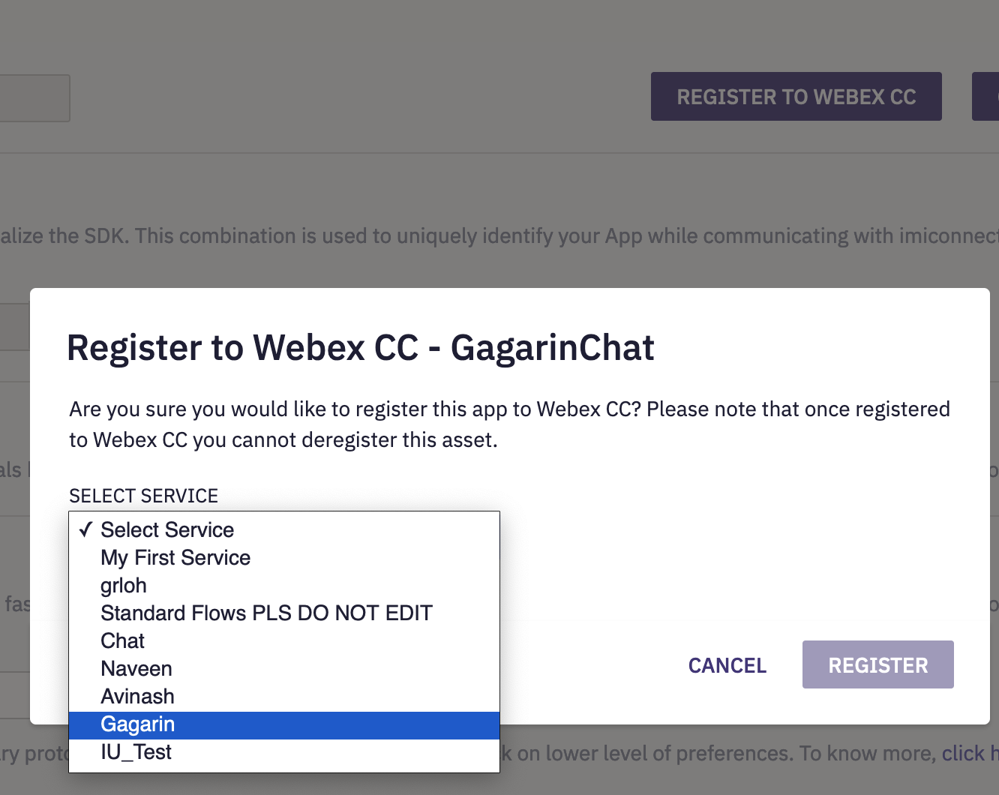 REGISTER TO WEBEX CC
alize the SDK. This combination is used to uniquely identify your App while communicating with imiconnect
Register to Webex CC - GagarinChat
Are you sure you would like to register this app to Webex CC? Please note that once registered
to Webex CC you cannot deregister this asset.
als
SELECT SERVICE
✓ Select Service
My First Service
grloh
Standard Flows PLS DO NOT EDIT
fas
Chat
Naveen
CANCEL
REGISTER
Avinash
Gagarin
IU_Test
ry proto
k on lower level of preferences. To know more, click h